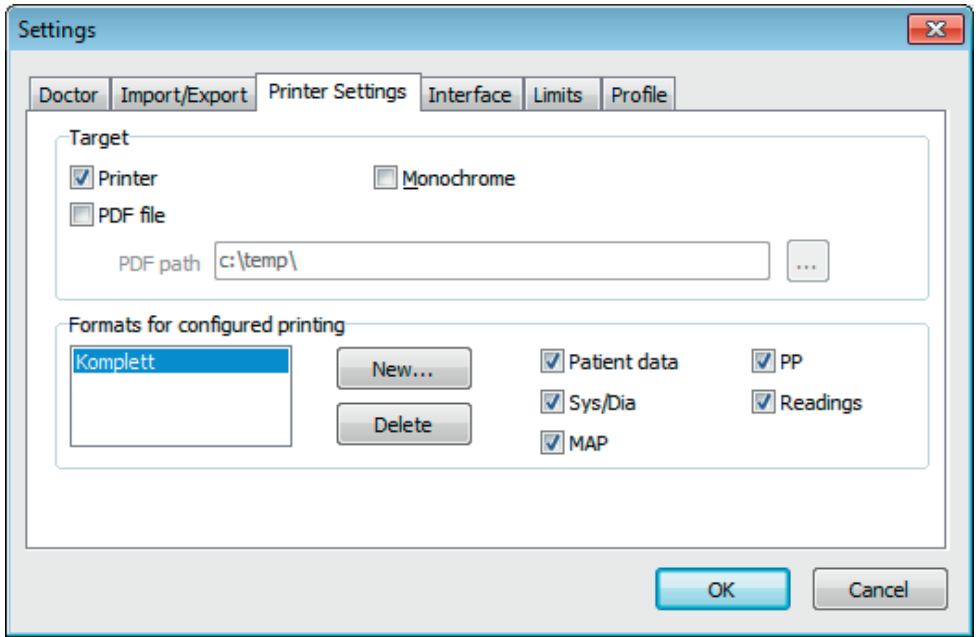 Settings
Doctor Import/Export Printer Settings Interface Limits Profile
Target
Printer Monochrome
PDF file
PDF path c:\temp\ ...
Formats for configured printing
Komplett New... Patient data PP
Delete Sys/Dia Readings
MAP
OK Cancel